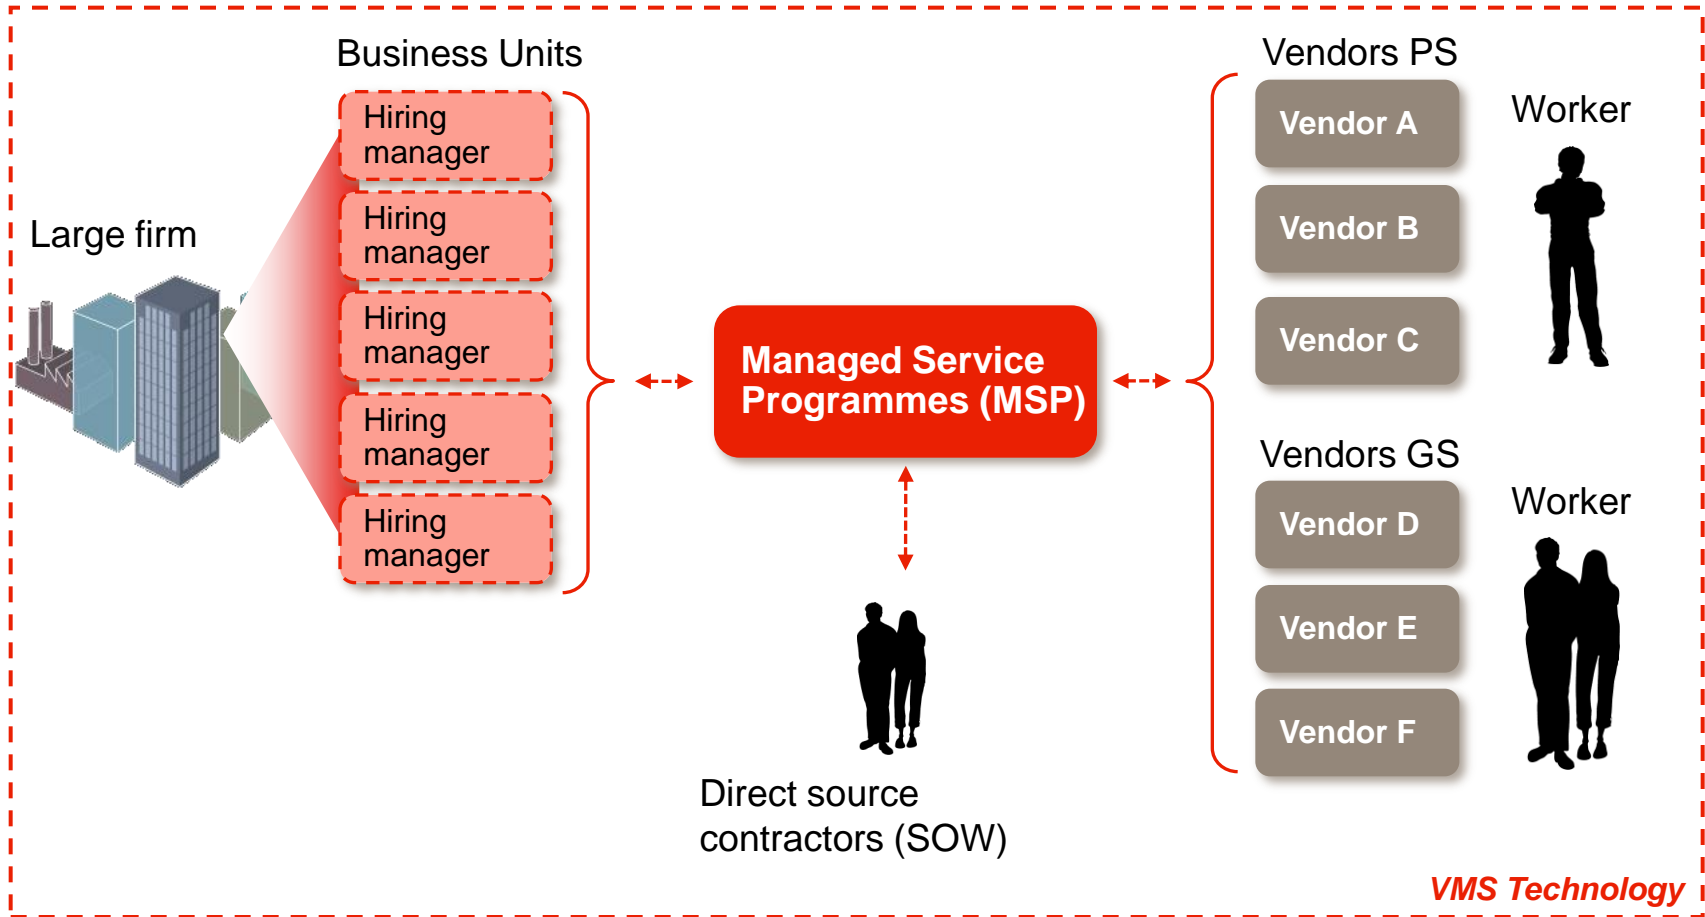 Business Units
Hiring
manager
Hiring
manager
Hiring
manager
Hiring
manager
Hiring
manager
Large firm
Managed Service
Programmes (MSP)
Direct source
contractors (SOW)
Vendors PS
Vendor A
Vendor B
Vendor C
Worker
Vendors GS
Vendor D
Vendor E
Vendor F
Worker
VMS Technology